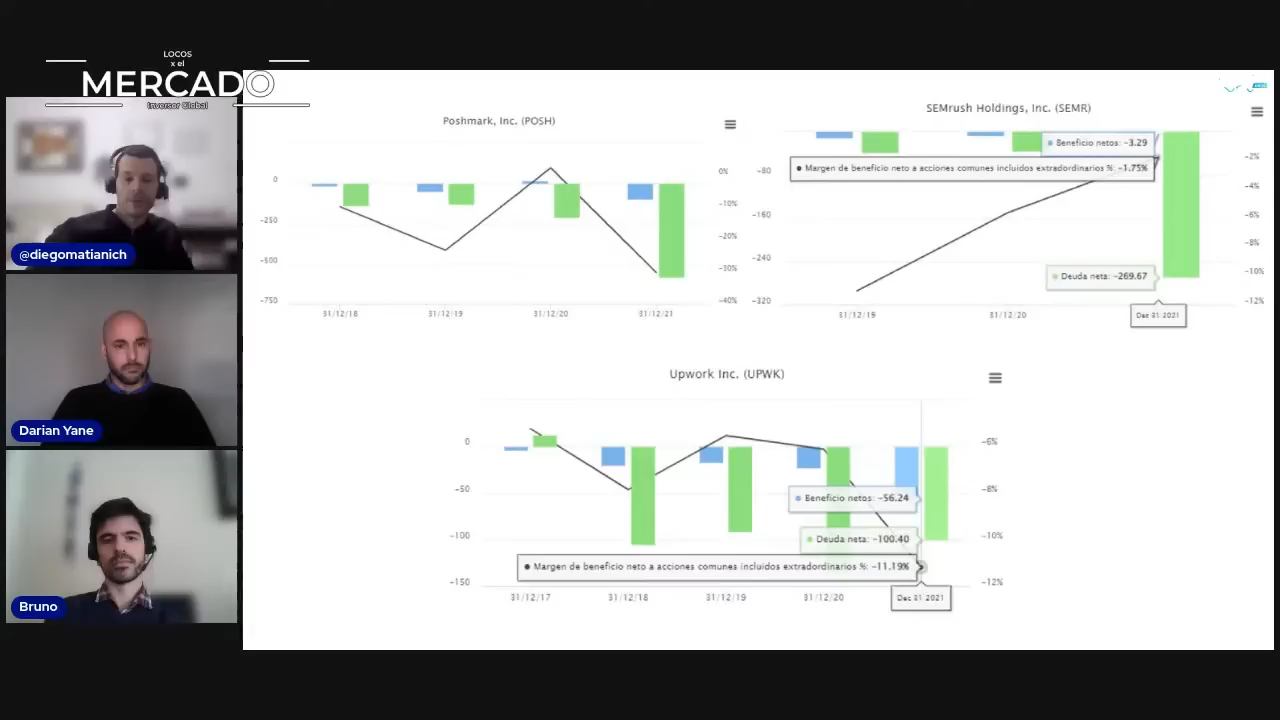 LOCOS
x el
MERCADO
Inversor Global
@diegomatianich
Darian Yane
Bruno
Poshmark, Inc. (POSH)
0
-250
-500
-750
0%
-10%
-20%
-30%
-40%
31/12/18
31/12/19
31/12/20
31/12/21
SEMrush Holdings, Inc. (SEMR)
Beneficio netos: -3.29
Margen de beneficio neto a acciones comunes incluidos extradordinarios %: -1.75%
Deuda neta: -269.67
-80
-160
-240
-320
-2%
-4%
-6%
-8%
-10%
-12%
31/12/19
31/12/20
Dec 31 2021
Upwork Inc. (UPWK)
0
-50
-100
-150
-6%
-8%
-10%
-12%
Beneficio netos: -56.24
Deuda neta: -100.40
Margen de beneficio neto a acciones comunes incluidos extradordinarios %: -11.19%
31/12/17
31/12/18
31/12/19
31/12/20
Dec 31 2021